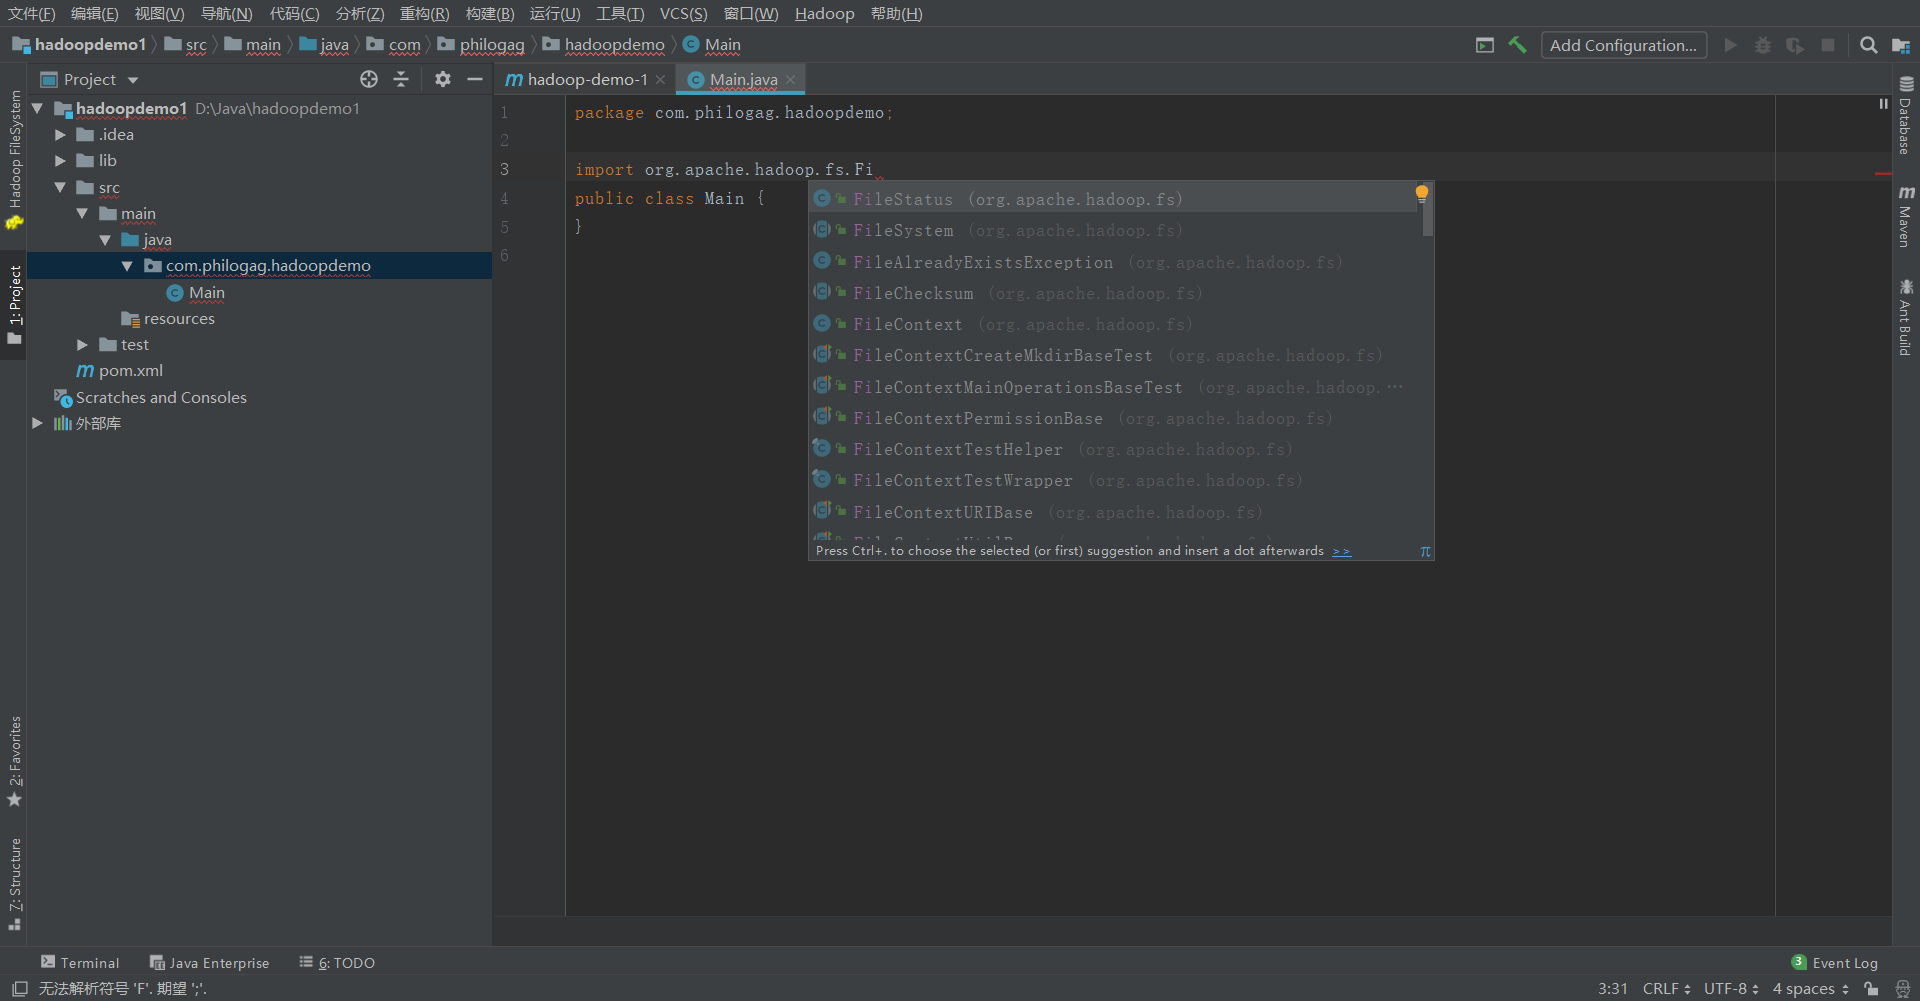 文件(F) 编辑(E) 视图(V) 导航(N) 代码(C) 分析(Z) 重构(R) 构建(B) 运行(U) 工具(T) VCS(S) 窗口(W) Hadoop 帮助(H)
hadoopdemo1 src main java com philogag hadoopdemo Main Add Configuration...
Project
hadoop-demo-1 Main.java
hadoopdemo1 D:\Java\hadoopdemo1
.idea
lib
src
main
java
com.philogag.hadoopdemo
Main
resources
test
pom.xml
Scratches and Consoles
外部库
1 package com.philogag.hadoopdemo;
2
3 import org.apache.hadoop.fs.Fi
4 public class Main {
5 }
6
FileStatus (org.apache.hadoop.fs)
FileSystem (org.apache.hadoop.fs)
FileAlreadyExistsException (org.apache.hadoop.fs)
FileChecksum (org.apache.hadoop.fs)
FileContext (org.apache.hadoop.fs)
FileContextCreateMkdirBaseTest (org.apache.hadoop.fs)
FileContextMainOperationsBaseTest (org.apache.hadoop.…
FileContextPermissionBase (org.apache.hadoop.fs)
FileContextTestHelper (org.apache.hadoop.fs)
FileContextTestWrapper (org.apache.hadoop.fs)
FileContextURIBase (org.apache.hadoop.fs)
Press Ctrl+. to choose the selected (or first) suggestion and insert a dot afterwards >> π
Hadoop FileSystem
1: Project
2: Favorites
7: Structure
Database
Maven
Ant Build
Terminal Java Enterprise 6: TODO 3 Event Log
无法解析符号 'F'. 期望 ';'. 3:31 CRLF UTF-8 4 spaces